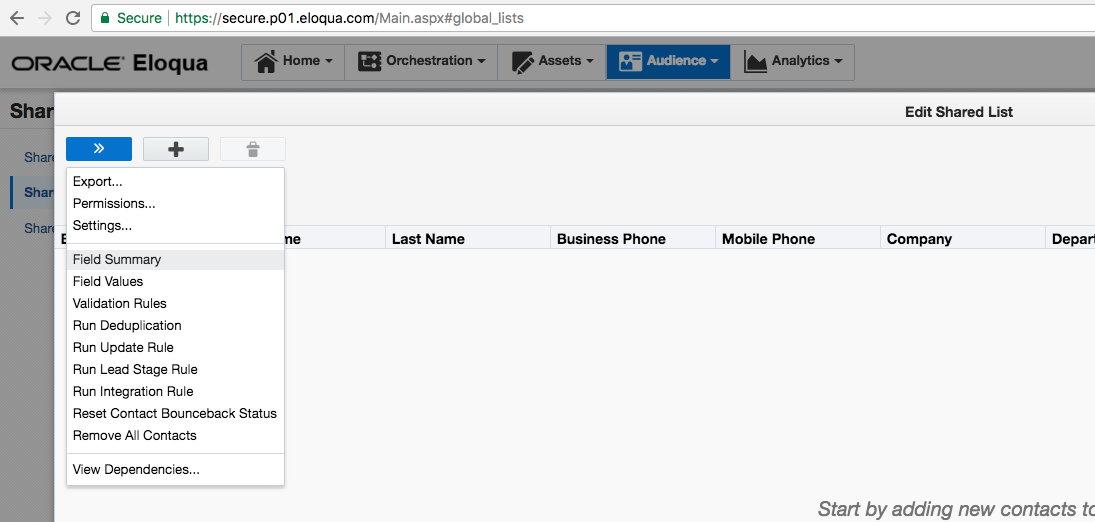 Secure https://secure.p01.eloqua.com/Main.aspx#global_lists
ORACLE Eloqua Home Orchestration Assets Audience Analytics
Shar
Edit Shared List
Share
Shar
Share
Export...
Permissions...
Settings...
E me Last Name Business Phone Mobile Phone Company Depart
Field Summary
Field Values
Validation Rules
Run Deduplication
Run Update Rule
Run Lead Stage Rule
Run Integration Rule
Reset Contact Bounceback Status
Remove All Contacts
View Dependencies...
Start by adding new contacts to